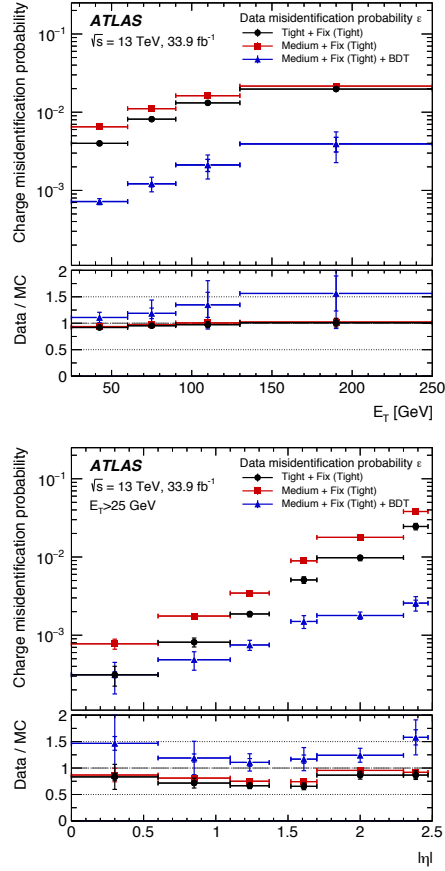 ATLAS
√s = 13 TeV, 33.9 fb⁻¹
Data misidentification probability ε
Tight + Fix (Tight)
Medium + Fix (Tight)
Medium + Fix (Tight) + BDT
Charge misidentification probability
10⁻¹
10⁻²
10⁻³
Data / MC
2
1.5
1
0.5
0
50 100 150 200 250
E_T [GeV]
ATLAS
√s = 13 TeV, 33.9 fb⁻¹
E_T>25 GeV
Data misidentification probability ε
Tight + Fix (Tight)
Medium + Fix (Tight)
Medium + Fix (Tight) + BDT
Charge misidentification probability
10⁻¹
10⁻²
10⁻³
Data / MC
2
1.5
1
0.5
0
0 0.5 1 1.5 2 2.5
|η|